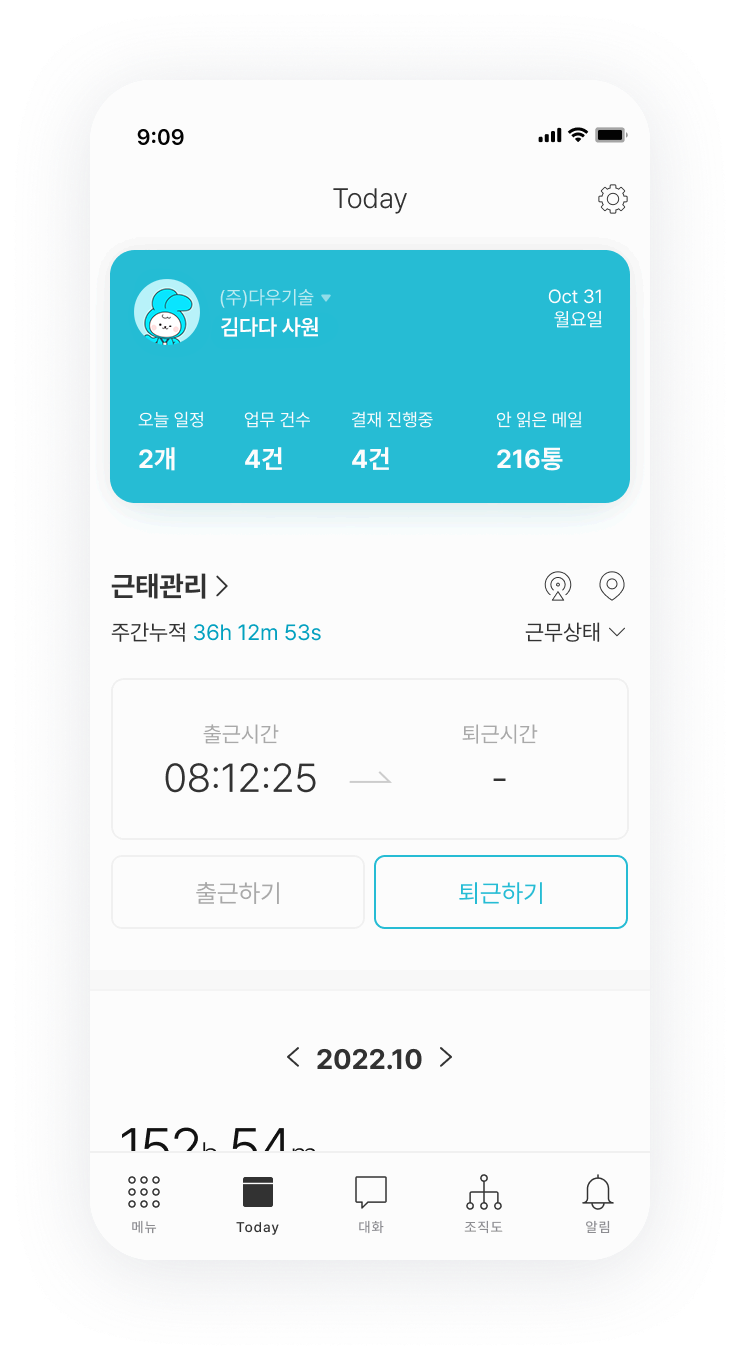 9:09
Today
(주)다우기술
김다다 사원
Oct 31
월요일
오늘 일정 업무 건수 결재 진행중 안 읽은 메일
2개 4건 4건 216통
근태관리
주간누적 36h 12m 53s 근무상태
출근시간 퇴근시간
08:12:25 -
출근하기 퇴근하기
2022.10
152h 54m
메뉴 Today 대화 조직도 알림